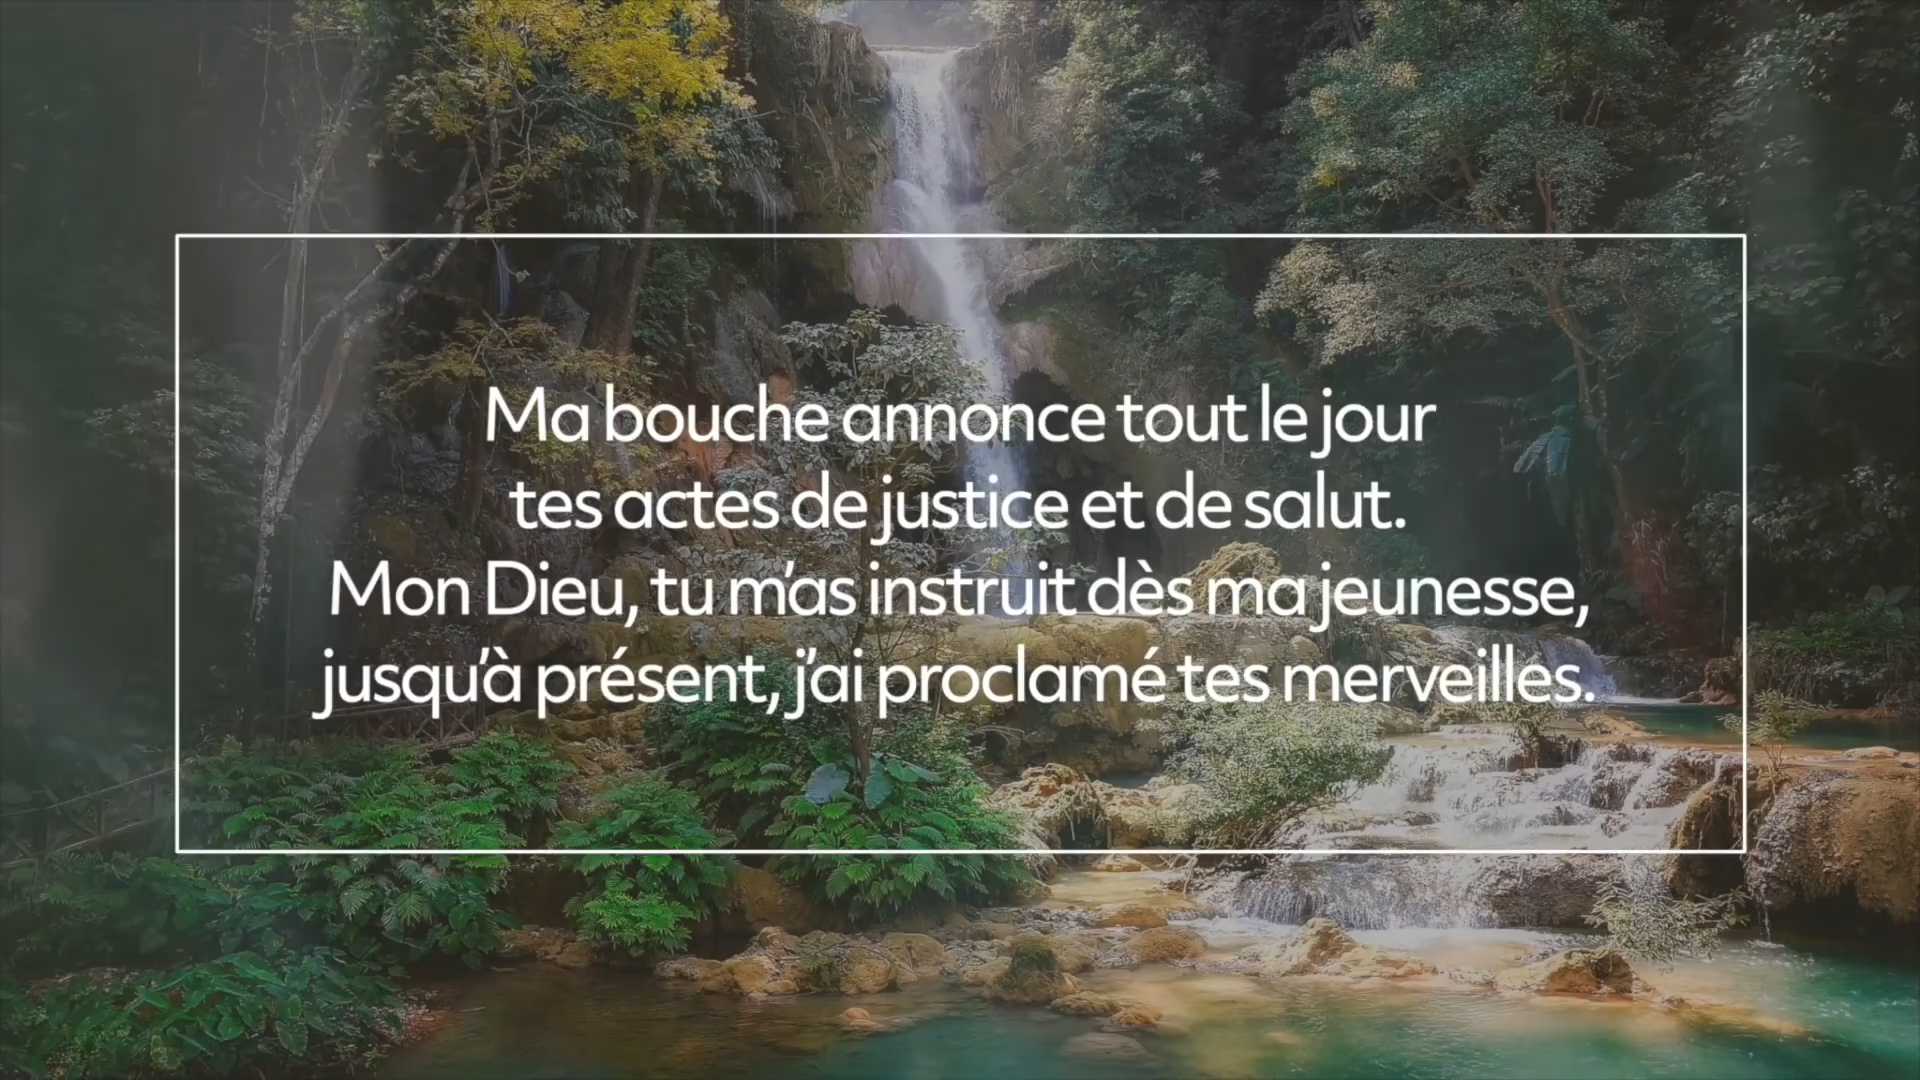 Ma bouche annonce tout le jour
tes actes de justice et de salut.
Mon Dieu, tu m'as instruit dès ma jeunesse,
jusqu'à présent, j'ai proclamé tes merveilles.